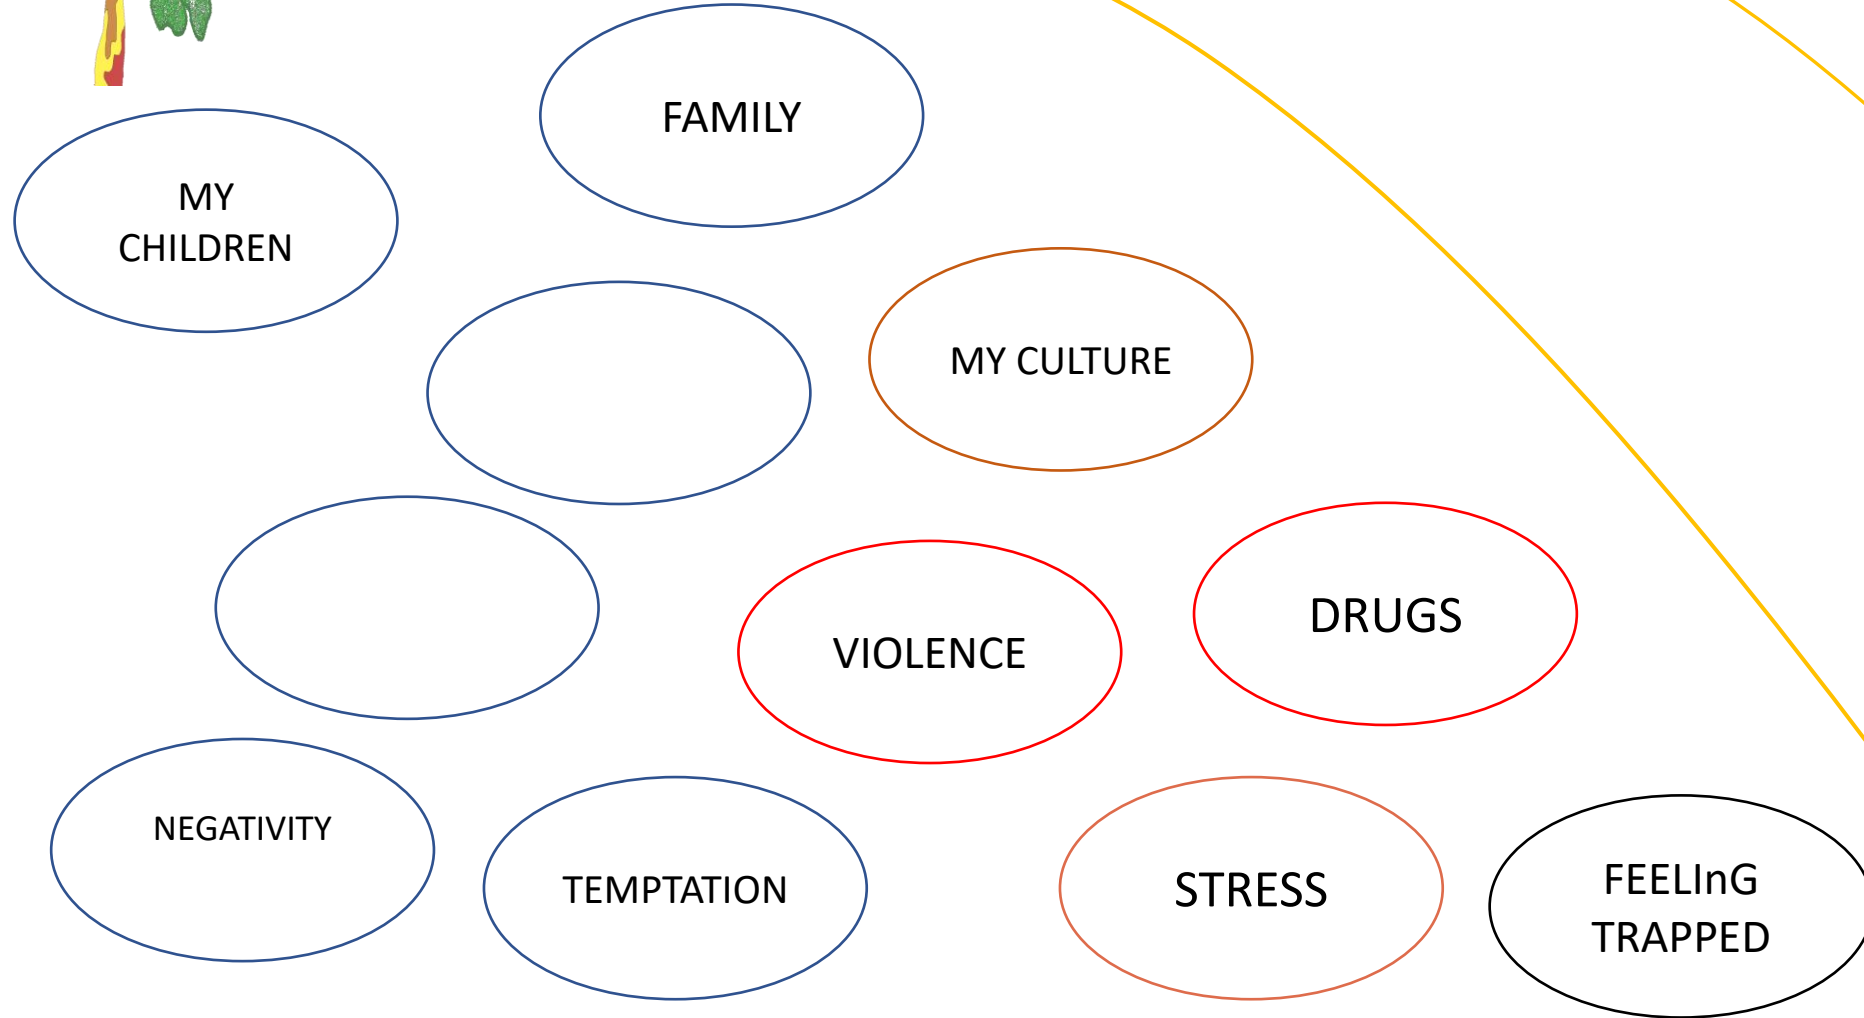 FAMILY
MY
CHILDREN
MY CULTURE
DRUGS
VIOLENCE
NEGATIVITY
TEMPTATION
STRESS
FEELInG
TRAPPED